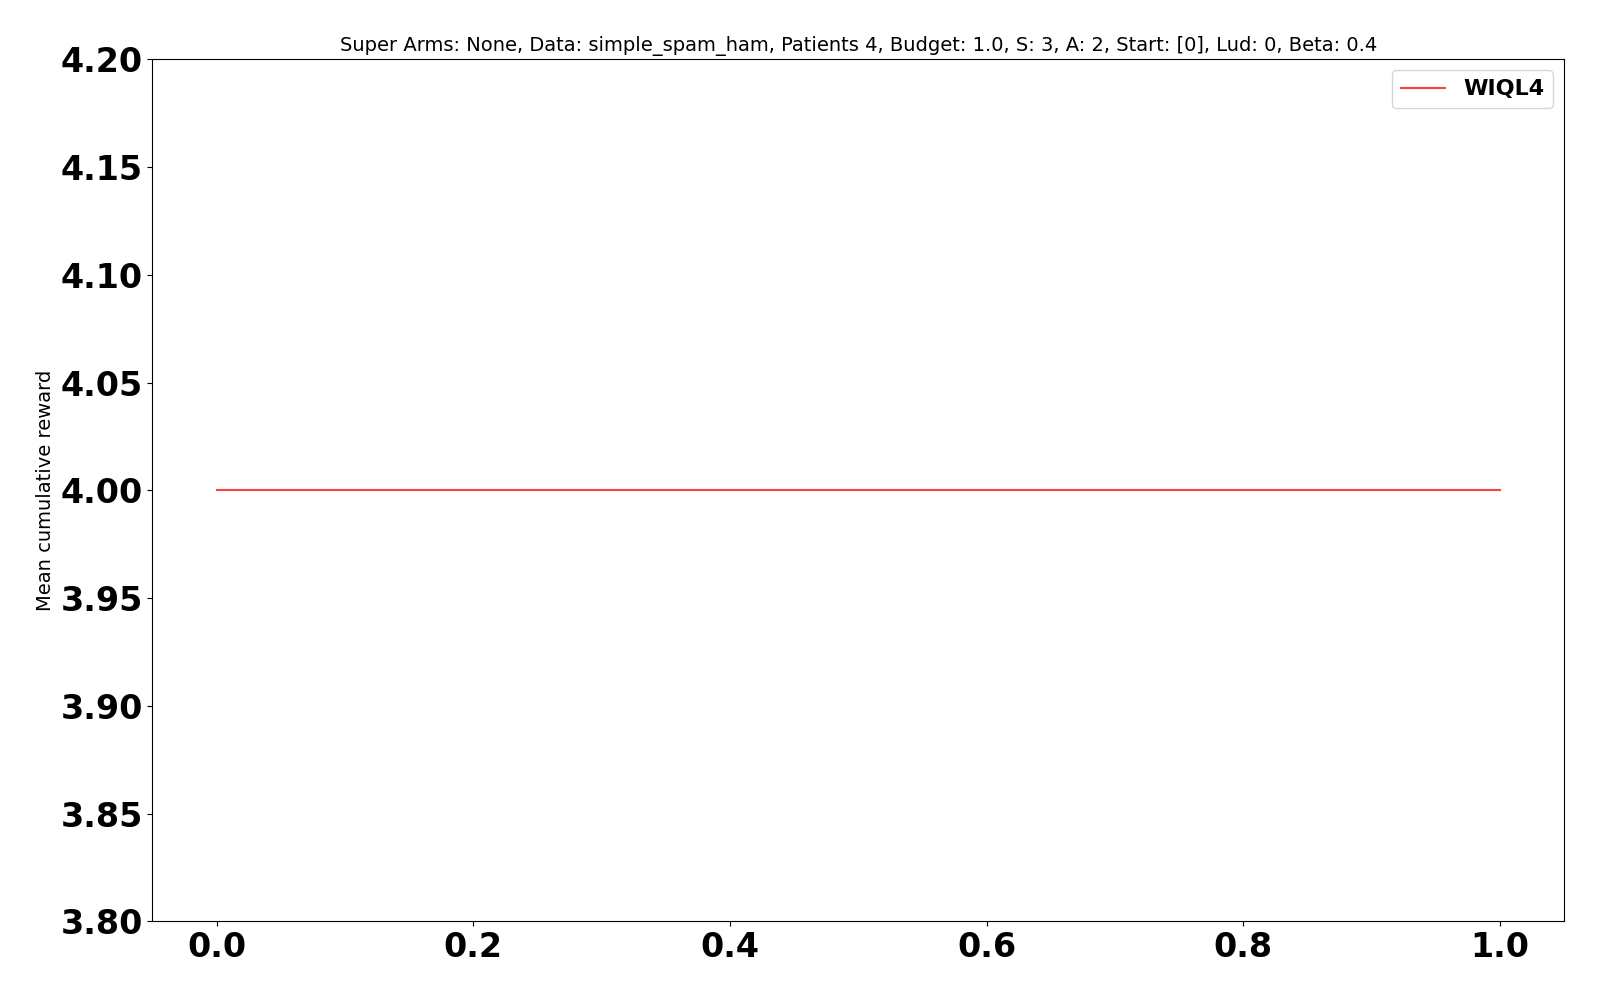 Super Arms: None, Data: simple_spam_ham, Patients 4, Budget: 1.0, S: 3, A: 2, Start: [0], Lud: 0, Beta: 0.4
WIQL4
Mean cumulative reward
4.20
4.15
4.10
4.05
4.00
3.95
3.90
3.85
3.80
0.0 0.2 0.4 0.6 0.8 1.0